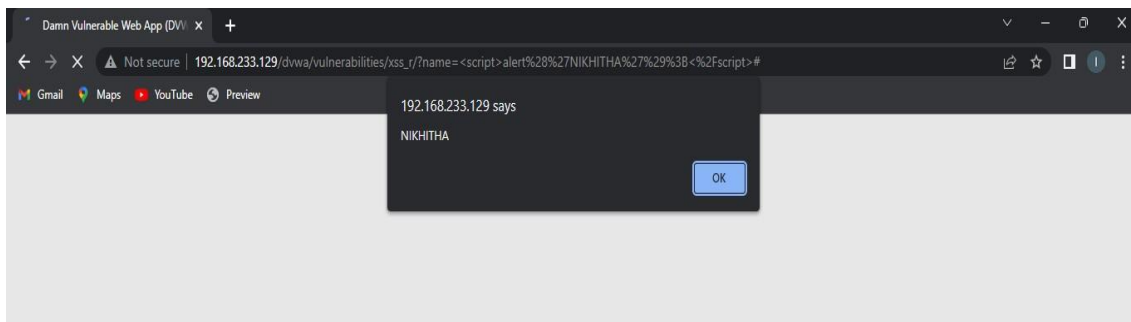 Damn Vulnerable Web App (DVW
Not secure | 192.168.233.129/dvwa/vulnerabilities/xss_r/?name=<script>alert%28%27NIKHITHA%27%29%3B<%2Fscript>#
I
Gmail Maps YouTube Preview
192.168.233.129 says
NIKHITHA
OK